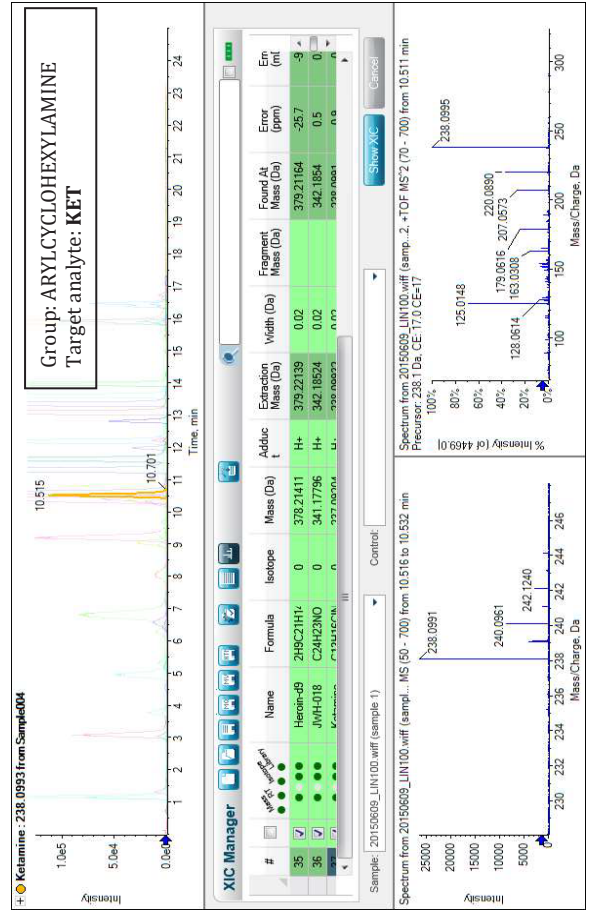 Ketamine : 238.0993 from Sample004
Group: ARYLCYCLOHEXYLAMINE
Target analyte: KET
Intensity
1.0e5
5.0e4
0.0e0
10.515
10.701
1 2 3 4 5 6 7 8 9 10 11 12 13 14 15 16 17 18 19 20 21 22 23 24
Time, min
XIC Manager
# Mass RT Isotope Library Name Formula Isotope Mass (Da) Adduct Extraction Mass (Da) Width (Da) Fragment Mass (Da) Found At Mass (Da) Error (ppm)
35 Heroin-d9 0 378.21411 H+ 379.22139 0.02 379.21164 -25.7 -9
36 JWH-018 C24H23NO 0 341.17796 H+ 342.18524 0.02 342.1854 0.5 0.
Sample: 20150609_LIN100.wiff (sample 1) Control: Show XIC Cancel
Spectrum from 20150609_LIN100.wiff (sampl... MS (50 - 700) from 10.516 to 10.532 min
25000
20000
15000
10000
5000
0
238.0991
240.0961
242.1240
230 232 234 236 238 240 242 244 246
Mass/Charge, Da
Intensity
Spectrum from 20150609_LIN100.wiff (samp...2, +TOF MS^2 (70 - 700) from 10.511 min
Precursor: 238.1 Da, CE: 17.0 CE=17
100%
80%
60%
40%
20%
0%
% Intensity (of 4469.0)
238.0995
220.0890
207.0573
179.0616
163.0308
125.0148
128.0614
100 150 200 250 300
Mass/Charge, Da